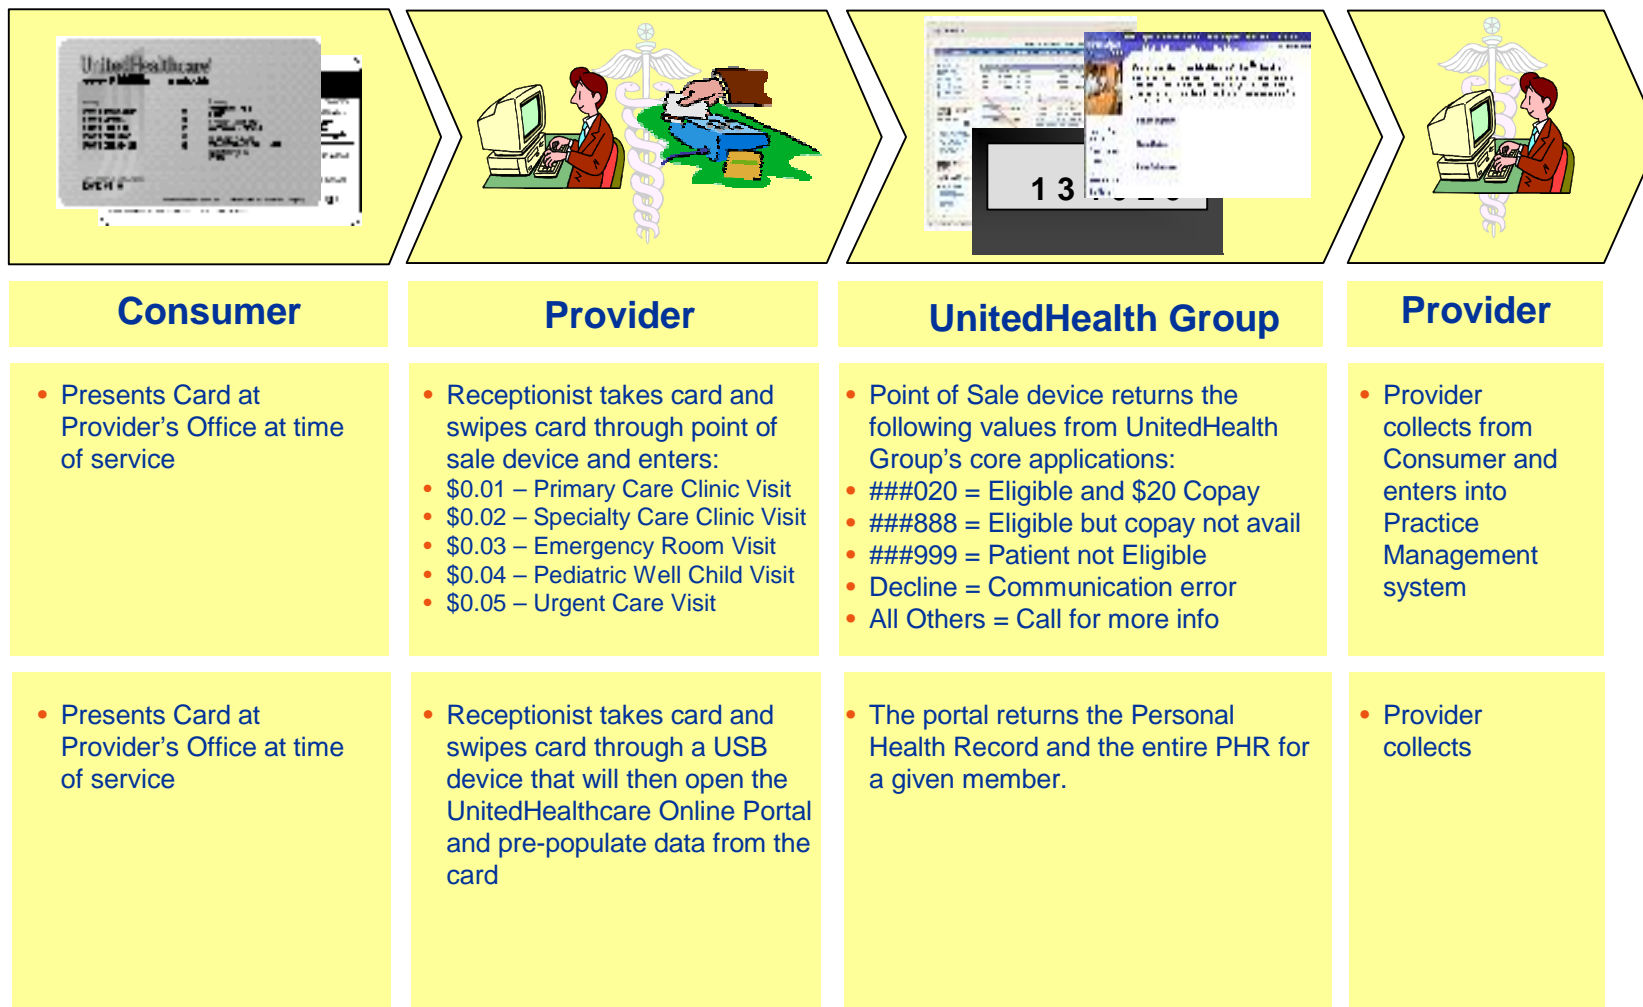 UnitedHealthcare
Consumer
Provider
UnitedHealth Group
Provider
• Presents Card at
Provider's Office at time
of service
• Receptionist takes card and
swipes card through point of
sale device and enters:
• $0.01 – Primary Care Clinic Visit
• $0.02 – Specialty Care Clinic Visit
• $0.03 – Emergency Room Visit
• $0.04 – Pediatric Well Child Visit
• $0.05 – Urgent Care Visit
• Point of Sale device returns the
following values from UnitedHealth
Group's core applications:
• ###020 = Eligible and $20 Copay
• ###888 = Eligible but copay not avail
• ###999 = Patient not Eligible
• Decline = Communication error
• All Others = Call for more info
• Provider
collects from
Consumer and
enters into
Practice
Management
system
• Presents Card at
Provider's Office at time
of service
• Receptionist takes card and
swipes card through a USB
device that will then open the
UnitedHealthcare Online Portal
and pre-populate data from the
card
• The portal returns the Personal
Health Record and the entire PHR for
a given member.
• Provider
collects